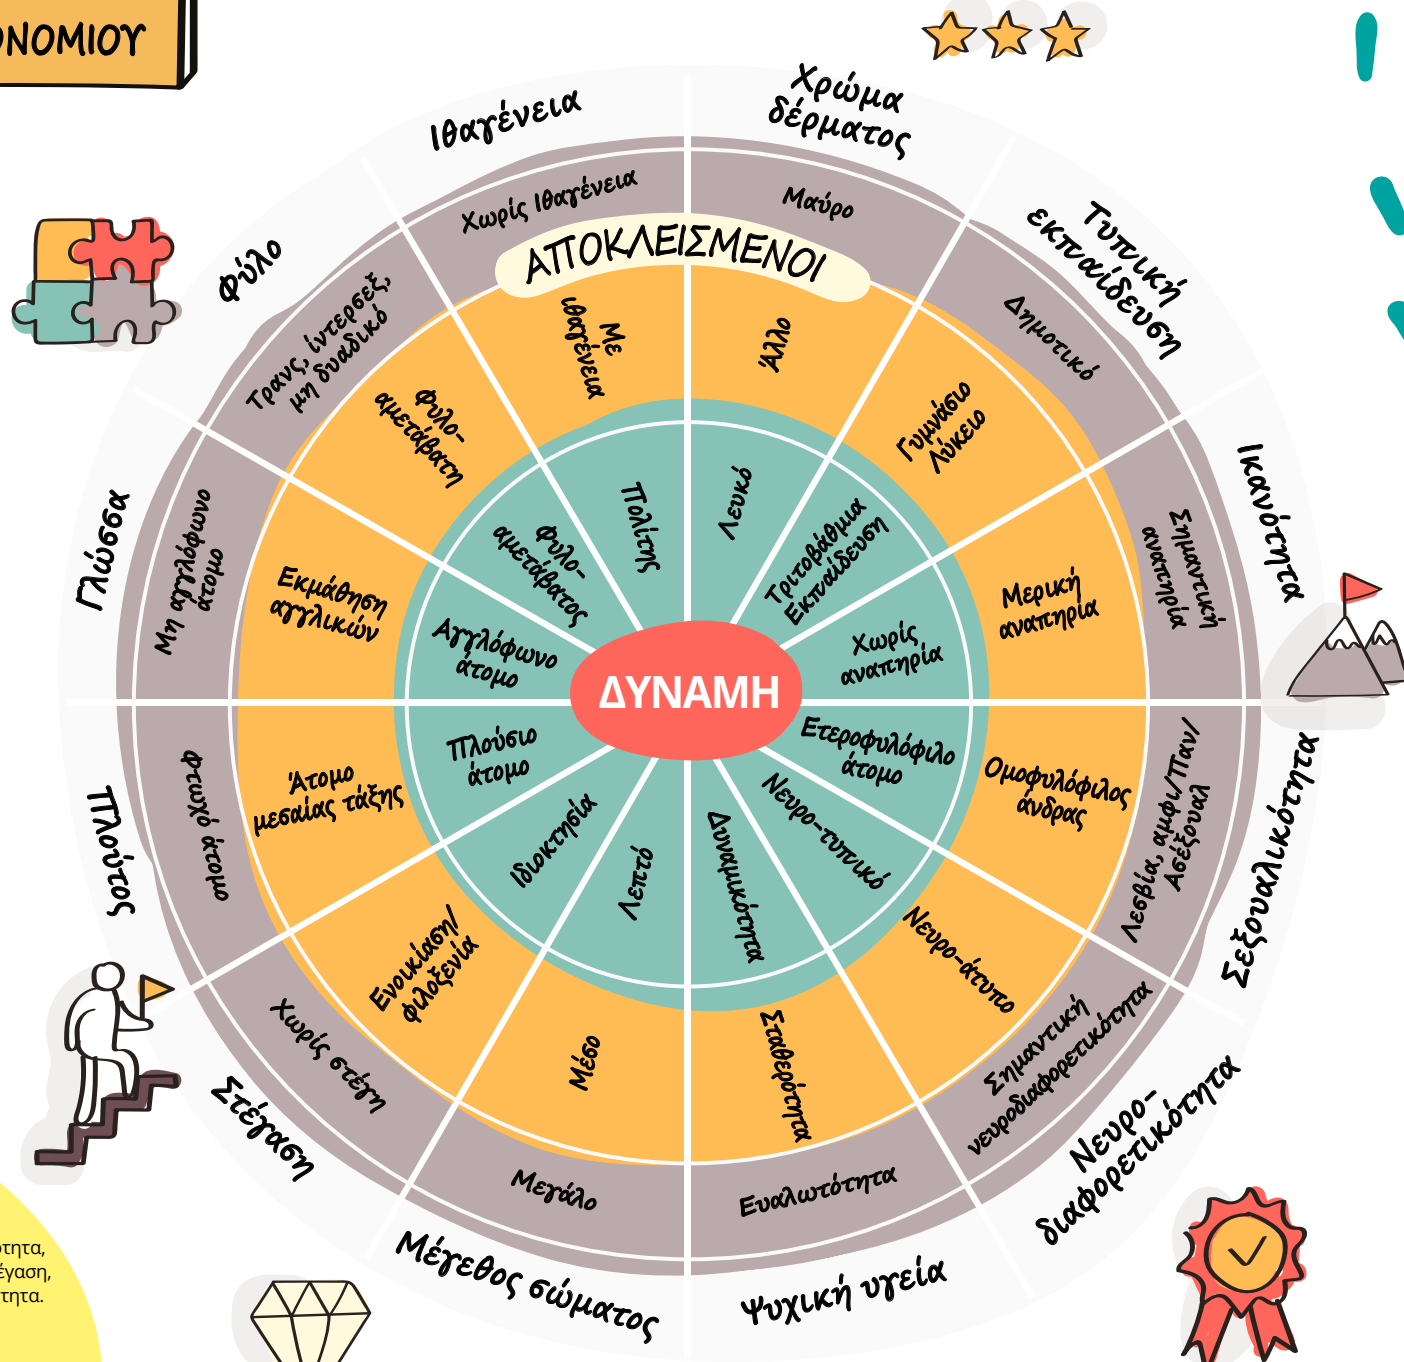 ΟΝΟΜΙΟΥ
Ιθαγένεια
Χρώμα
δέρματος
Τυπική
εκπαίδευση
Ικανότητα
Σεξουαλικότητα
Νευρο-
διαφορετικότητα
Ψυχική υγεία
Μέγεθος σώματος
Στέγαση
Πλούτος
Γλώσσα
Φύλο
Χωρίς Ιθαγένεια
Μαύρο
Δημοτικό
Σημαντική
αναπηρία
Λεσβία, αμφι/Παν/
Ασέξουαλ
Σημαντική
νευροδιαφορετικότητα
Ευαλωτότητα
Μεγάλο
Χωρίς στέγη
Φτωχό άτομο
Μη αγγλόφωνο
άτομο
Τρανς, ίντερσεξ,
μη δυαδικό
ΑΠΟΚΛΕΙΣΜΕΝΟΙ
Με
ιθαγένεια
Άλλο
Γυμνάσιο
Λύκειο
Μερική
αναπηρία
Ομοφυλόφιλος
άνδρας
Νευρο-άτυπο
Σταθερότητα
Μέσο
Ενοικίαση/
φιλοξενία
Άτομο
μεσαίας τάξης
Εκμάθηση
αγγλικών
Φυλο-
αμετάβατη
Πολίτης
Λευκό
Τριτοβάθμια
Εκπαίδευση
Χωρίς
αναπηρία
Ετεροφυλόφιλο
άτομο
Νευρο-τυπικό
Δυναμικότητα
Λεπτό
Ιδιοκτησία
Πλούσιο
άτομο
Αγγλόφωνο
άτομο
Φυλο-
αμετάβατος
ΔΥΝΑΜΗ
ότητα,
έγαση,
τητα.